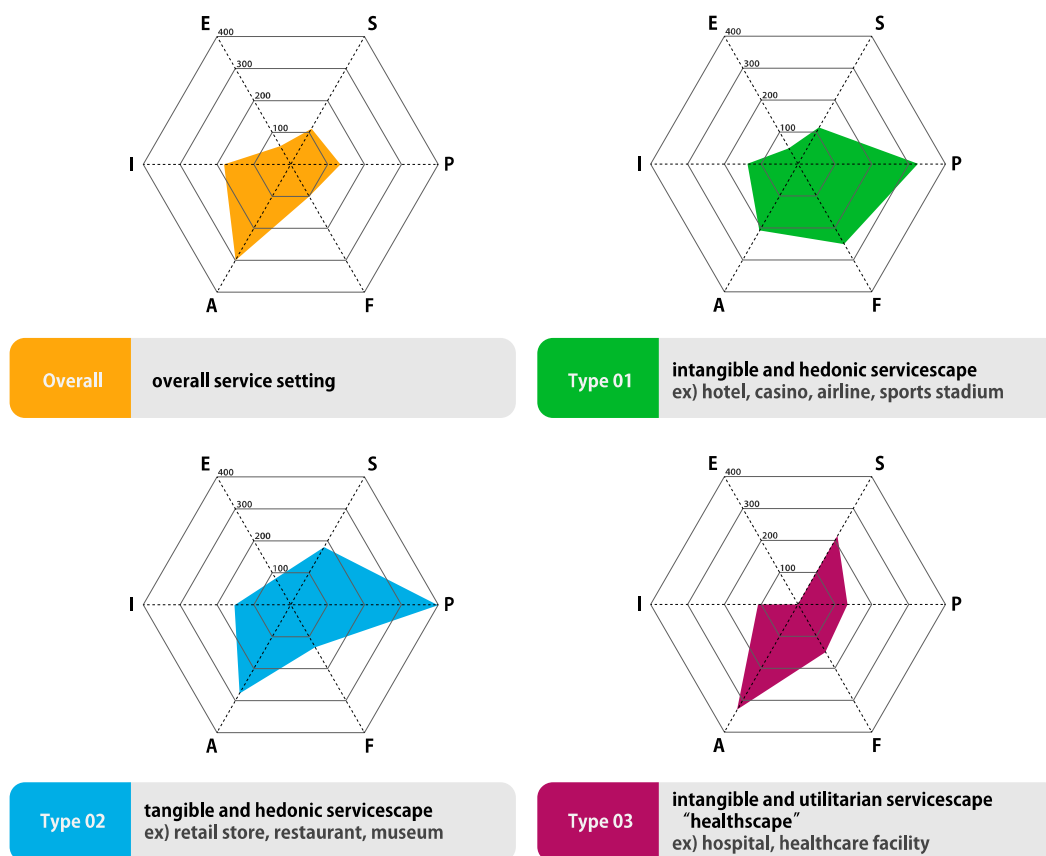 E
S
400
300
200
100
I
P
A
F
E
S
400
300
200
100
I
P
A
F
Overall
overall service setting
Type 01
intangible and hedonic servicescape
ex) hotel, casino, airline, sports stadium
E
S
400
300
200
100
I
P
A
F
E
S
400
300
200
100
I
P
A
F
Type 02
tangible and hedonic servicescape
ex) retail store, restaurant, museum
Type 03
intangible and utilitarian servicescape
“healthscape”
ex) hospital, healthcare facility